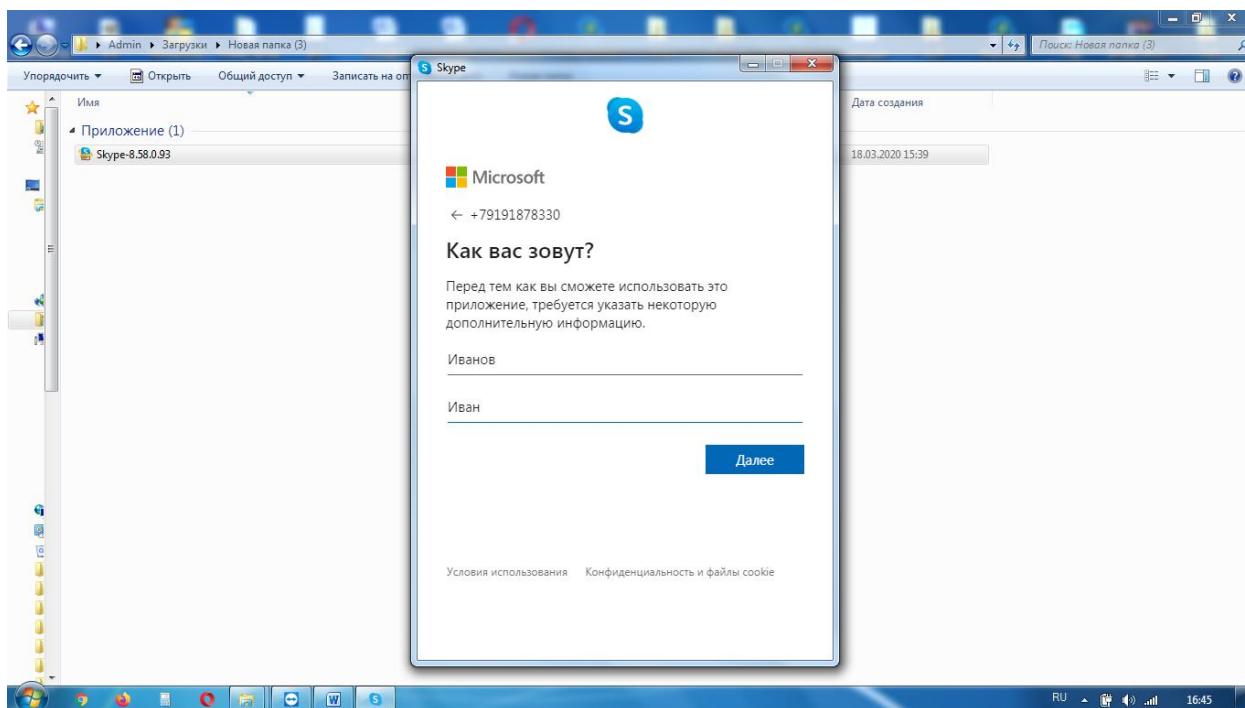 Admin ▸ Загрузки ▸ Новая папка (3)
Поиск: Новая папка (3)
Упорядочить
Открыть
Общий доступ
Записать на оп
Skype
Имя
Дата создания
Приложение (1)
Skype-8.58.0.93
18.03.2020 15:39
S
Microsoft
← +79191878330
Как вас зовут?
Перед тем как вы сможете использовать это
приложение, требуется указать некоторую
дополнительную информацию.
Иванов
Иван
Далее
Условия использования Конфиденциальность и файлы cookie
RU
16:45